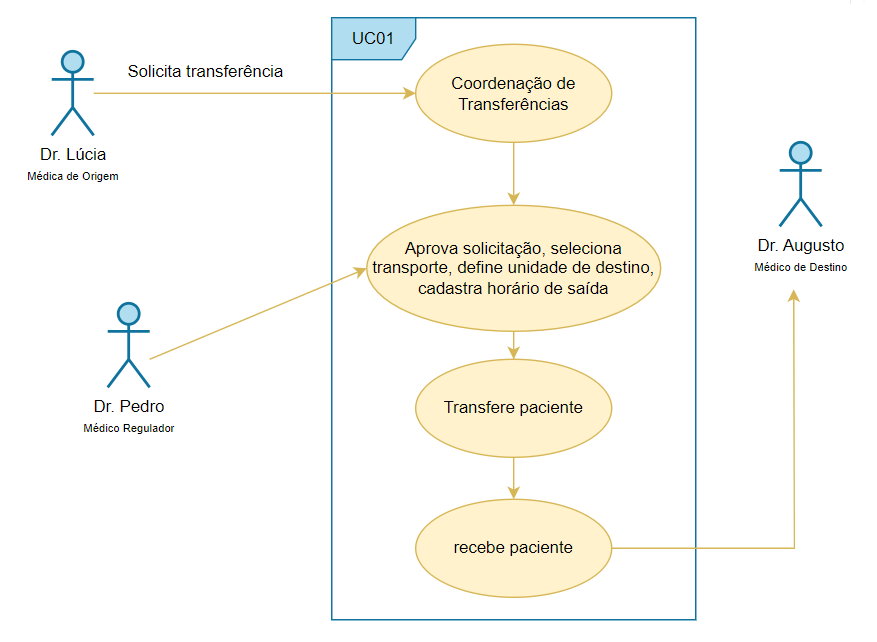 UC01
Solicita transferência
Coordenação de
Transferências
Dr. Lúcia
Médica de Origem
Aprova solicitação, seleciona
transporte, define unidade de destino,
cadastra horário de saída
Dr. Augusto
Médico de Destino
Dr. Pedro
Médico Regulador
Transfere paciente
recebe paciente